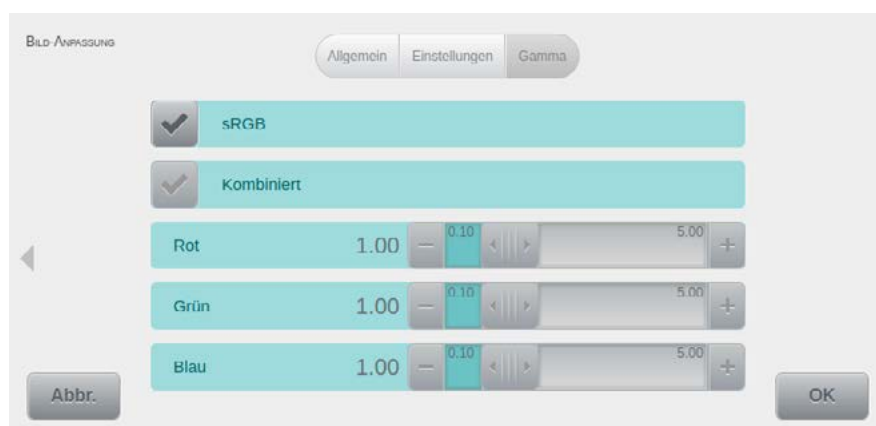 Bild-Anpassung
Allgemein Einstellungen Gamma
sRGB
Kombiniert
Rot 1.00 − 0.10 5.00 +
Grün 1.00 − 0.10 5.00 +
Blau 1.00 − 0.10 5.00 +
Abbr. OK